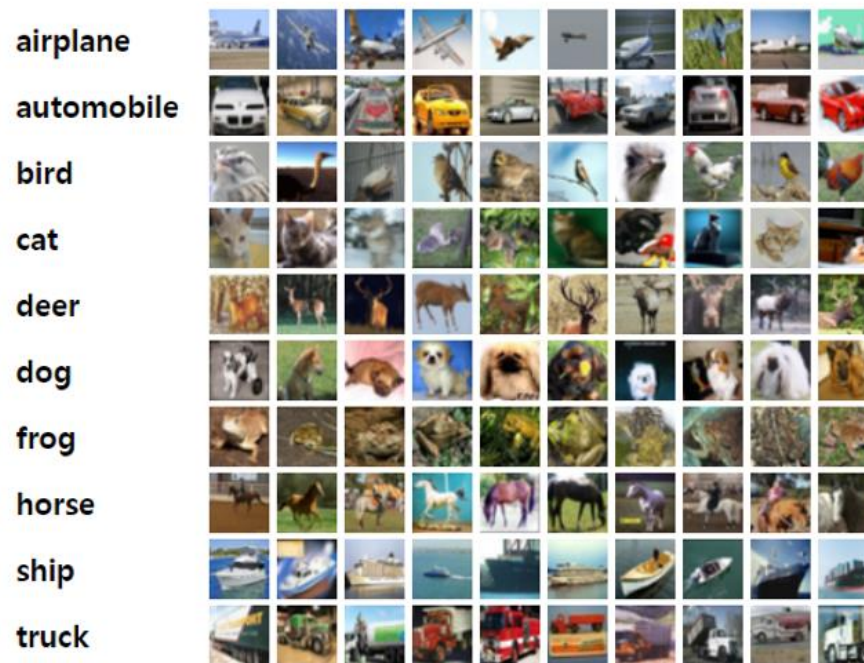 airplane
automobile
bird
cat
deer
dog
frog
horse
ship
truck